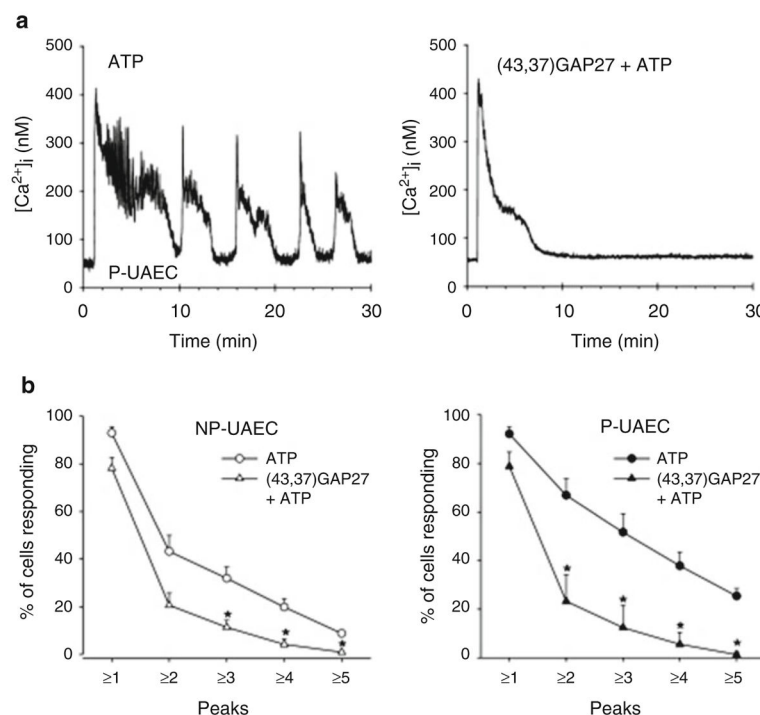 a
500
400
300
200
100
0
[Ca²⁺]ᵢ (nM)
ATP
P-UAEC
0 10 20 30
Time (min)
500
400
300
200
100
0
[Ca²⁺]ᵢ (nM)
(43,37)GAP27 + ATP
0 10 20 30
Time (min)
b
100
80
60
40
20
0
% of cells responding
NP-UAEC
ATP
(43,37)GAP27
+ ATP
★ ★ ★
≥1 ≥2 ≥3 ≥4 ≥5
Peaks
100
80
60
40
20
0
% of cells responding
P-UAEC
ATP
(43,37)GAP27
+ ATP
★ ★ ★ ★
≥1 ≥2 ≥3 ≥4 ≥5
Peaks